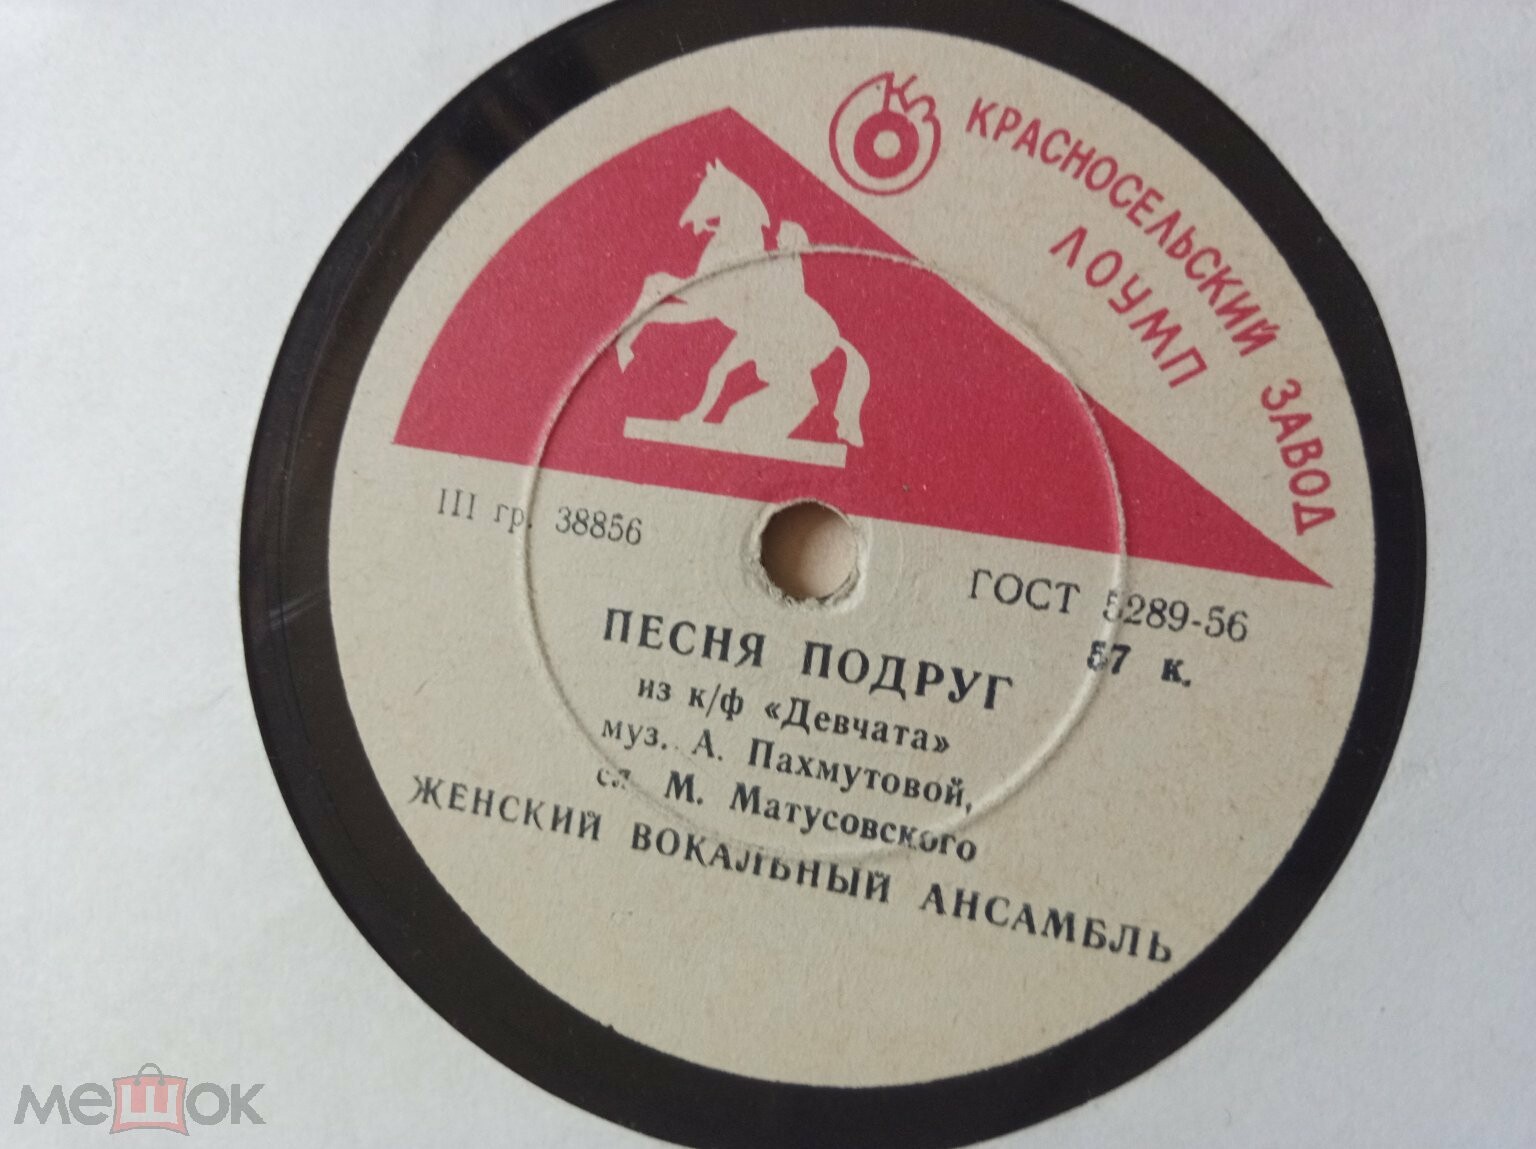 КЗ
КРАСНОСЕЛЬСКИЙ ЗАВОД
ЛОУМП
III гр. 38856
ГОСТ 5289-56
57 к.
ПЕСНЯ ПОДРУГ
из к/ф «Девчата»
муз. А. Пахмутовой,
сл. М. Матусовского
ЖЕНСКИЙ ВОКАЛЬНЫЙ АНСАМБЛЬ
мешок